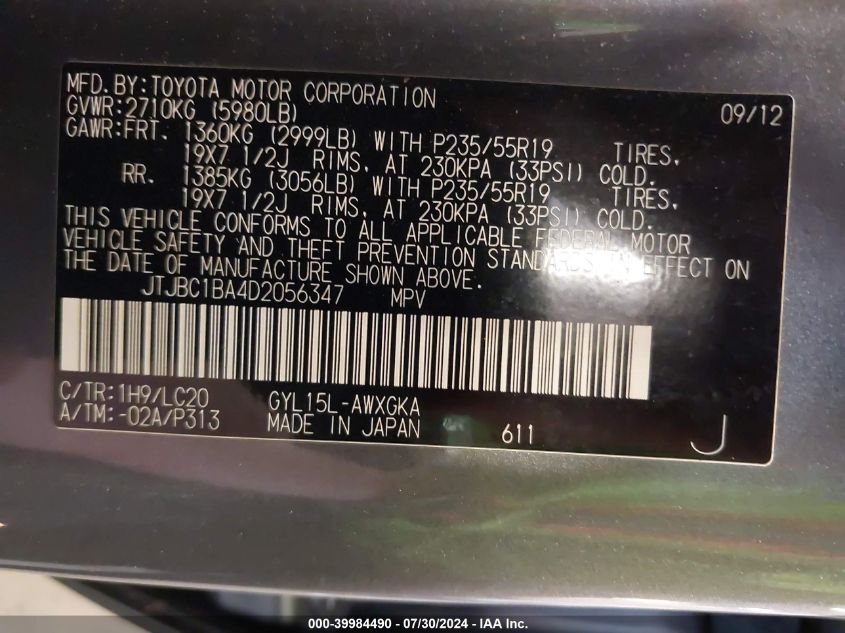 MFD.BY:TOYOTA MOTOR CORPORATION 09/12
GVWR:2710KG (5980LB)
GAWR:FRT. 1360KG (2999LB) WITH P235/55R19 TIRES,
19X7 1/2J RIMS, AT 230KPA (33PSI) COLD.
RR. 1385KG (3056LB) WITH P235/55R19 TIRES,
19X7 1/2J RIMS, AT 230KPA (33PSI) COLD.
THIS VEHICLE CONFORMS TO ALL APPLICABLE FEDERAL MOTOR
VEHICLE SAFETY AND THEFT PREVENTION STANDARDS IN EFFECT ON
THE DATE OF MANUFACTURE SHOWN ABOVE.
JTJBC1BA4D2056347 MPV
C/TR:1H9/LC20 GYL15L-AWXGKA
A/TM:-02A/P313 MADE IN JAPAN 611 J
000-39984490 - 07/30/2024 - IAA Inc.